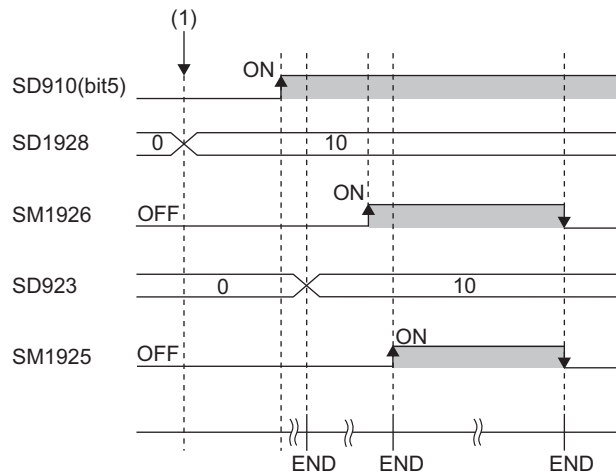 (1)
ON
SD910(bit5)
SD1928 0 10
ON
SM1926 OFF
SD923 0 10
ON
SM1925 OFF
END END END